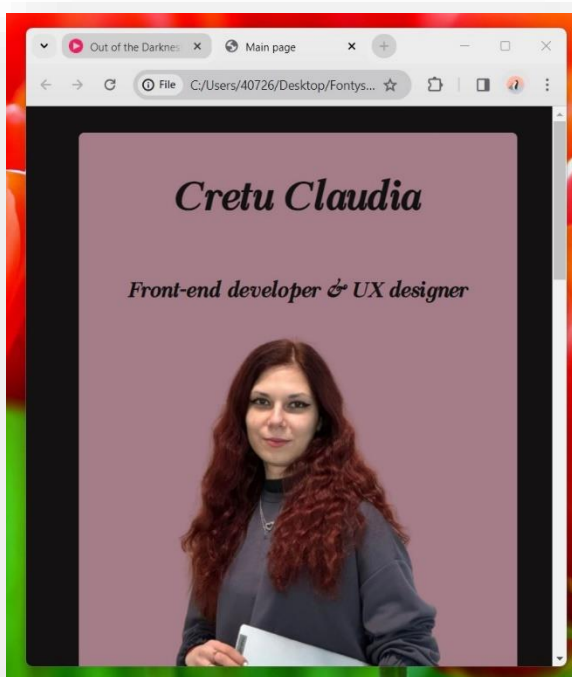 Out of the Darknes
Main page
File C:/Users/40726/Desktop/Fontys...
Cretu Claudia
Front-end developer & UX designer